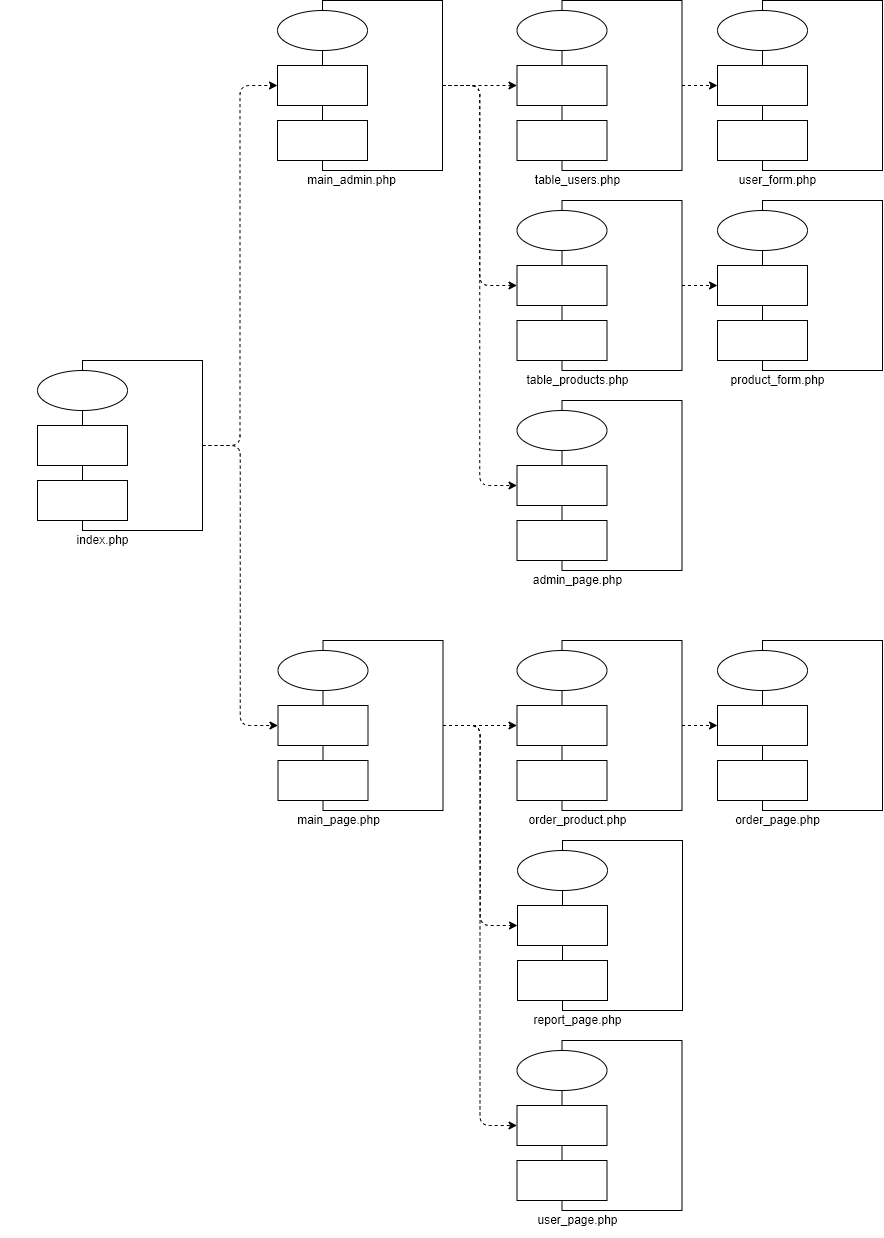 main_admin.php
table_users.php
user_form.php
table_products.php
product_form.php
index.php
admin_page.php
main_page.php
order_product.php
order_page.php
report_page.php
user_page.php